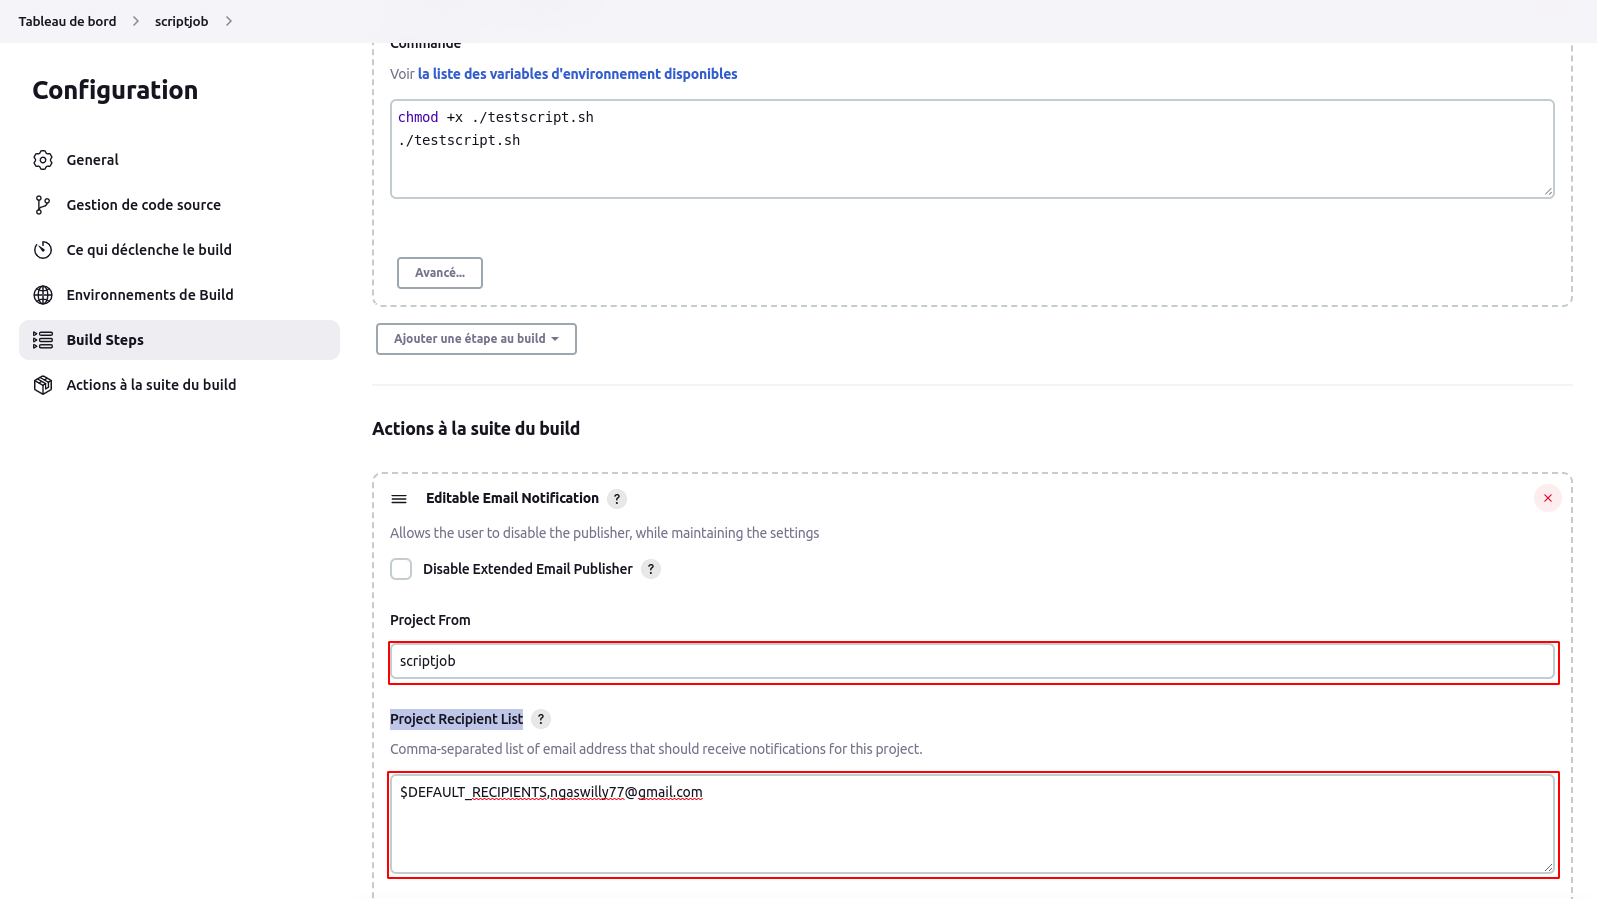 Tableau de bord > scriptjob >
Configuration
General
Gestion de code source
Ce qui déclenche le build
Environnements de Build
Build Steps
Actions à la suite du build
Commande
Voir la liste des variables d'environnement disponibles
chmod +x ./testscript.sh
./testscript.sh
Avancé...
Ajouter une étape au build
Actions à la suite du build
Editable Email Notification ?
Allows the user to disable the publisher, while maintaining the settings
Disable Extended Email Publisher ?
Project From
scriptjob
Project Recipient List ?
Comma-separated list of email address that should receive notifications for this project.
$DEFAULT_RECIPIENTS,ngaswilly77@gmail.com